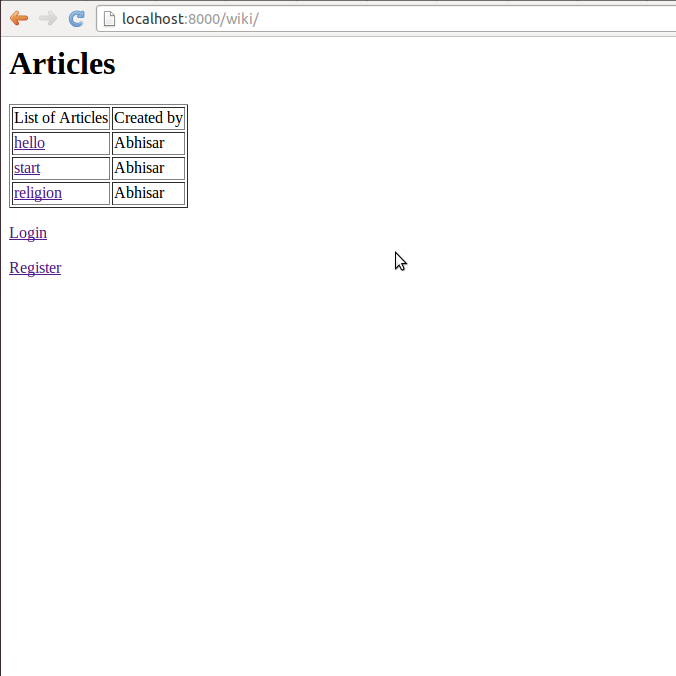 localhost:8000/wiki/
Articles
List of Articles Created by
hello Abhisar
start Abhisar
religion Abhisar
Login
Register